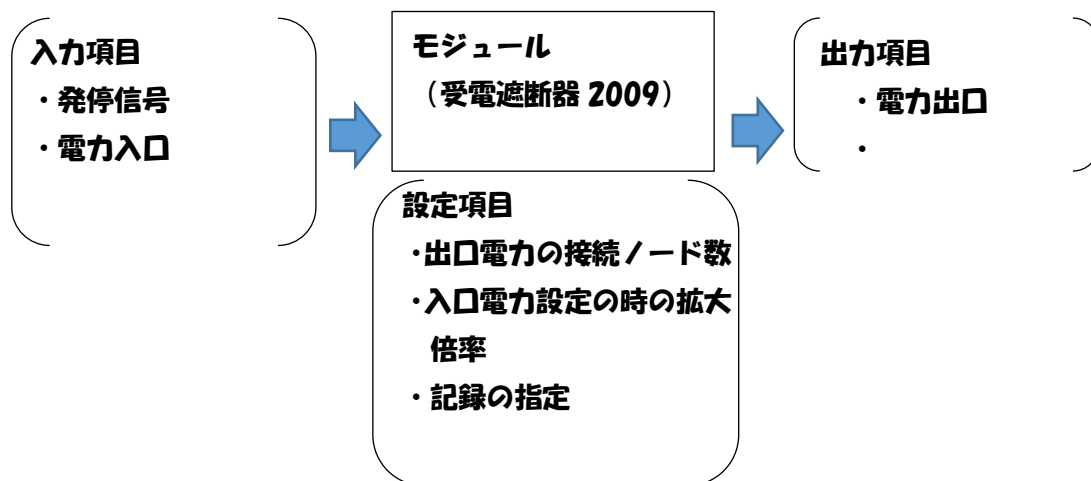 入力項目
・発停信号
・電力入口
モジュール
（受電遮断器 2009）
出力項目
・電力出口
・
設定項目
・出口電力の接続ノード数
・入口電力設定の時の拡大
倍率
・記録の指定